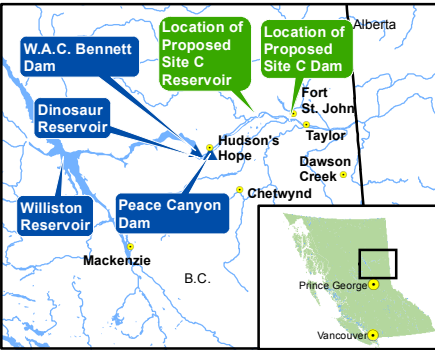 W.A.C. Bennett
Dam
Location of
Proposed
Site C
Reservoir
Location of
Proposed
Site C Dam
Alberta
Dinosaur
Reservoir
Fort
St. John
Taylor
Hudson's
Hope
Dawson
Creek
Williston
Reservoir
Peace Canyon
Dam
Chetwynd
Mackenzie
B.C.
Prince George
Vancouver